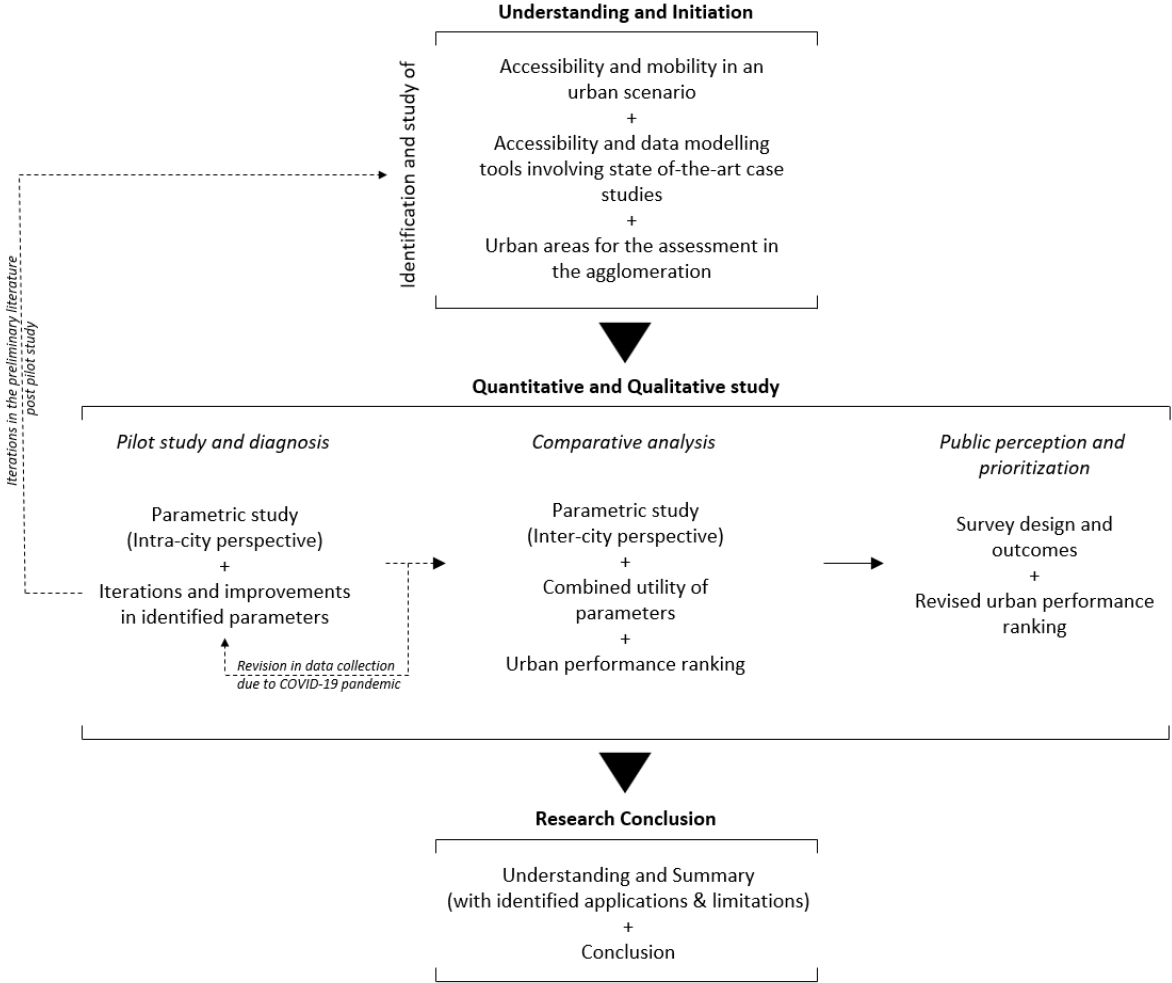 Understanding and Initiation
Identification and study of
Accessibility and mobility in an
urban scenario
+
Accessibility and data modelling
tools involving state of-the-art case
studies
+
Urban areas for the assessment in
the agglomeration
Iterations in the preliminary literature
post pilot study
Quantitative and Qualitative study
Pilot study and diagnosis
Parametric study
(Intra-city perspective)
+
Iterations and improvements
in identified parameters
Revision in data collection
due to COVID-19 pandemic
Comparative analysis
Parametric study
(Inter-city perspective)
+
Combined utility of
parameters
+
Urban performance ranking
Public perception and
prioritization
Survey design and
outcomes
+
Revised urban performance
ranking
Research Conclusion
Understanding and Summary
(with identified applications & limitations)
+
Conclusion